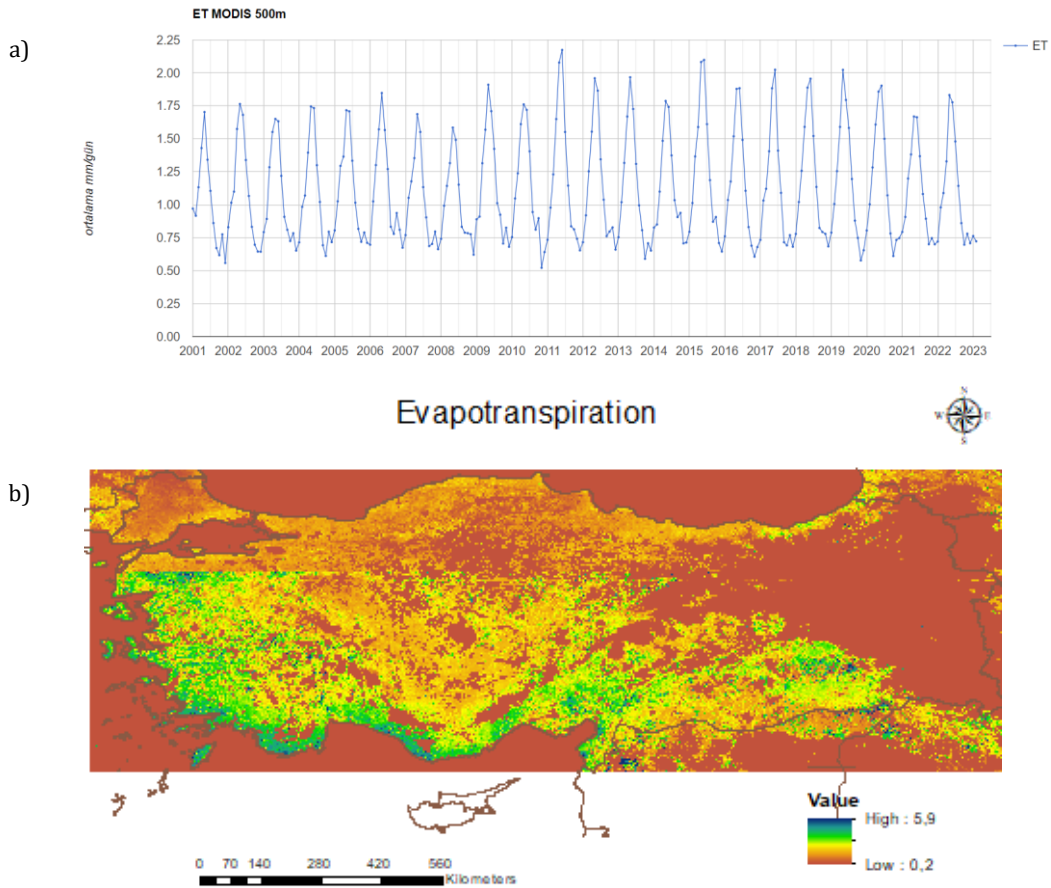 ET MODIS 500m
a)
2.25
ET
2.00
1.75
1.50
1.25
1.00
0.75
0.50
0.25
0.00
ortalama mm/gün
2001 2002 2003 2004 2005 2006 2007 2008 2009 2010 2011 2012 2013 2014 2015 2016 2017 2018 2019 2020 2021 2022 2023
Evapotranspiration
N
W E
S
b)
Value
High : 5,9
Low : 0,2
0 70 140 280 420 560
Kilometers